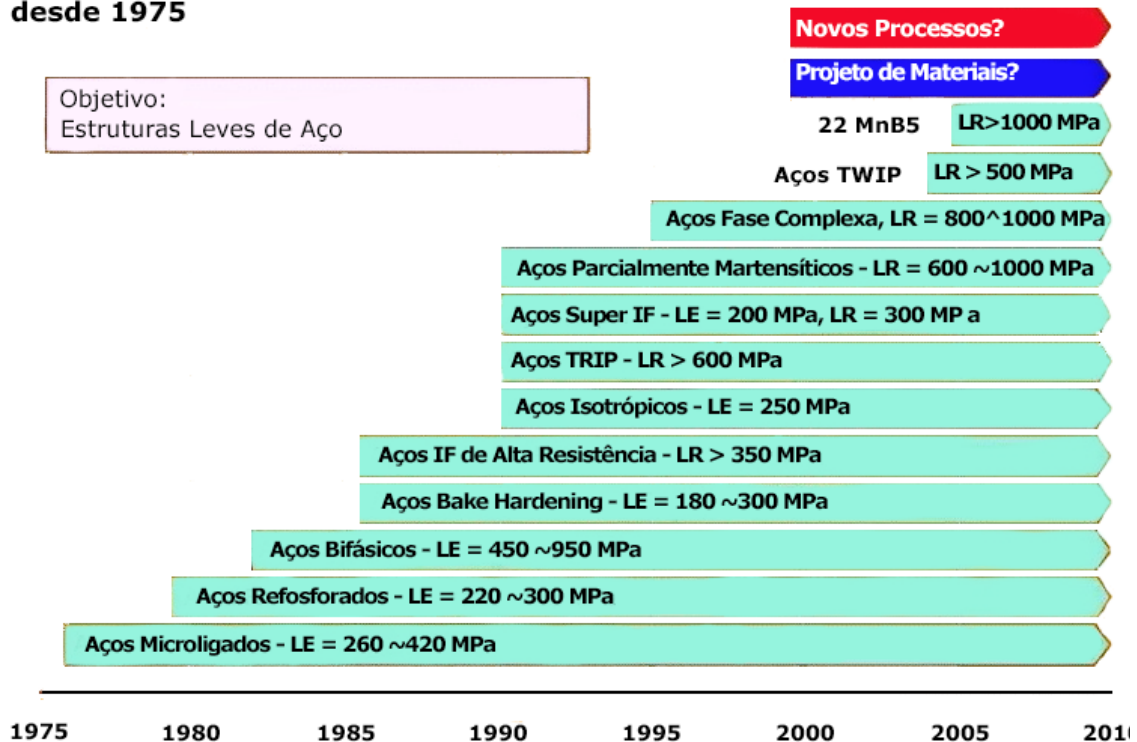 desde 1975
Novos Processos?
Projeto de Materiais?
Objetivo:
Estruturas Leves de Aço
22 MnB5 LR>1000 MPa
Aços TWIP LR > 500 MPa
Aços Fase Complexa, LR = 800^1000 MPa
Aços Parcialmente Martensíticos - LR = 600 ~1000 MPa
Aços Super IF - LE = 200 MPa, LR = 300 MP a
Aços TRIP - LR > 600 MPa
Aços Isotrópicos - LE = 250 MPa
Aços IF de Alta Resistência - LR > 350 MPa
Aços Bake Hardening - LE = 180 ~300 MPa
Aços Bifásicos - LE = 450 ~950 MPa
Aços Refosforados - LE = 220 ~300 MPa
Aços Microligados - LE = 260 ~420 MPa
1975 1980 1985 1990 1995 2000 2005 2010